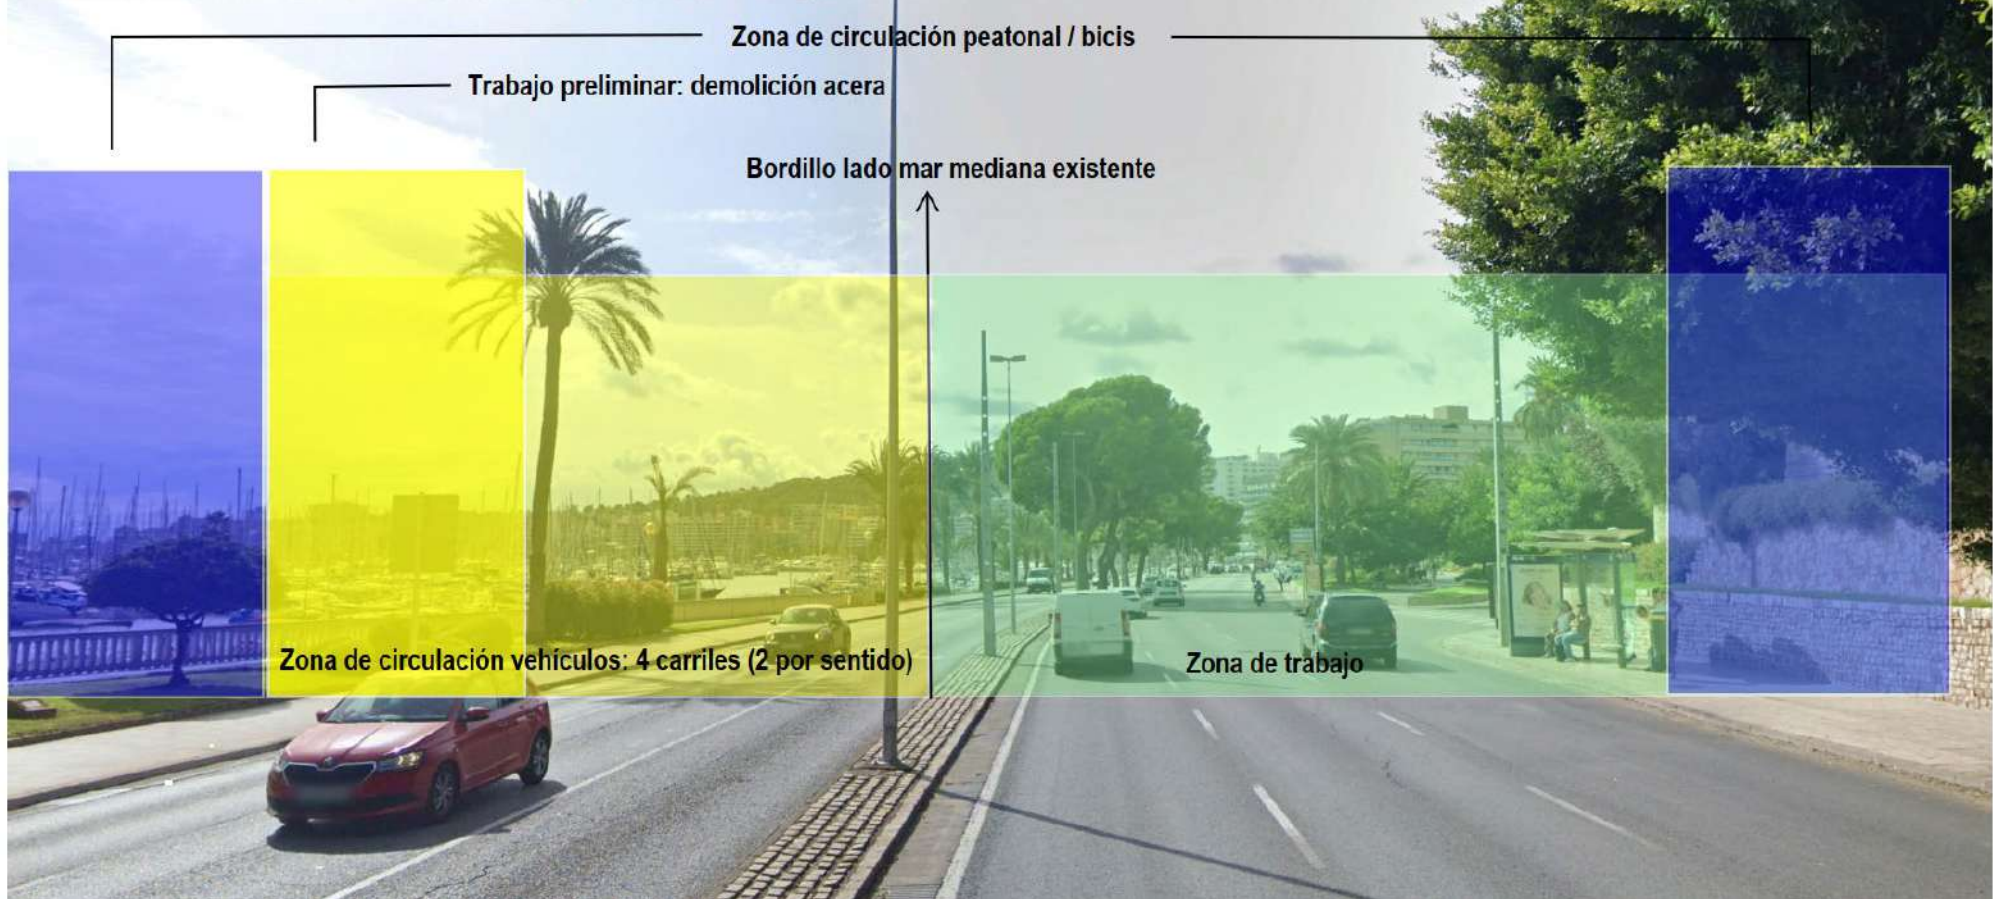 Zona de circulación peatonal / bicis
Trabajo preliminar: demolición acera
Bordillo lado mar mediana existente
Zona de circulación vehículos: 4 carriles (2 por sentido)
Zona de trabajo